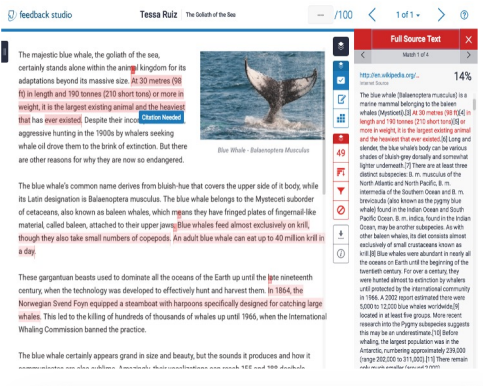 feedback studio
Tessa Ruiz
The Goliath of the Sea
--
/100
1 of 1
?
The majestic blue whale, the goliath of the sea,
certainly stands alone within the animal kingdom for its
adaptations beyond its massive size. At 30 metres (98
ft) in length and 190 tonnes (210 short tons) or more in
weight, it is the largest existing animal and the heaviest
that has ever existed. Despite their
Citation Needed
aggressive hunting in the 1900s by whalers seeking
whale oil drove them to the brink of extinction. But there
are other reasons for why they are now so endangered.
Blue Whale - Balaenoptera Musculus
The blue whale's common name derives from bluish-hue that covers the upper side of it body, while
its Latin designation is Balaenoptera musculus. The blue whale belongs to the Mysteceti suborder
of cetaceans, also known as baleen whales, which means they have fringed plates of fingernail-like
material, called baleen, attached to their upper jaws. Blue whales feed almost exclusively on krill,
though they also take small numbers of copepods. An adult blue whale can eat up to 40 million krill in
a day.
These gargantuan beasts used to dominate all the oceans of the Earth up until the late nineteenth
century, when the technology was developed to effectively hunt and harvest them. In 1864, the
Norwegian Svend Foyn equipped a steamboat with harpoons specifically designed for catching large
whales. This led to the killing of hundreds of thousands of whales up until 1966, when the International
Whaling Commission banned the practice.
The blue whale certainly appears grand in size and beauty, but the sounds it produces and how it
communicates are also sublime. Amazingly, their vocalizations can reach 155 and 188 decibels
49
Full Source Text
X
Match 1 of 4
http://en.wikipedia.org/...
14%
Internet Source
The blue whale (Balaenoptera musculus) is a
marine mammal belonging to the baleen
whales (Mysticeti).[3] At 30 metres (98 ft)[4] in
length and 190 tonnes (210 short tons)[5] or
more in weight, it is the largest existing animal
and the heaviest that has ever existed.[6] Long and
slender, the blue whale's body can be various
shades of bluish-grey dorsally and somewhat
lighter underneath.[7] There are at least three
distinct subspecies: B. m. musculus of the
North Atlantic and North Pacific, B. m.
intermedia of the Southern Ocean and B. m.
brevicauda (also known as the pygmy blue
whale) found in the Indian Ocean and South
Pacific Ocean. B. m. indica, found in the Indian
Ocean, may be another subspecies. As with
other baleen whales, its diet consists almost
exclusively of small crustaceans known as
krill.[8] Blue whales were abundant in nearly all
the oceans on Earth until the beginning of the
twentieth century. For over a century, they
were hunted almost to extinction by whalers
until protected by the international community
in 1966. A 2002 report estimated there were
5,000 to 12,000 blue whales worldwide,[9]
located in at least five groups. More recent
research into the Pygmy subspecies suggests
this may be an underestimate.[10] Before
whaling, the largest population was in the
Antarctic, numbering approximately 239,000
(range 202,000 to 311,000).[11] There remain
only much smaller (around 2,000)